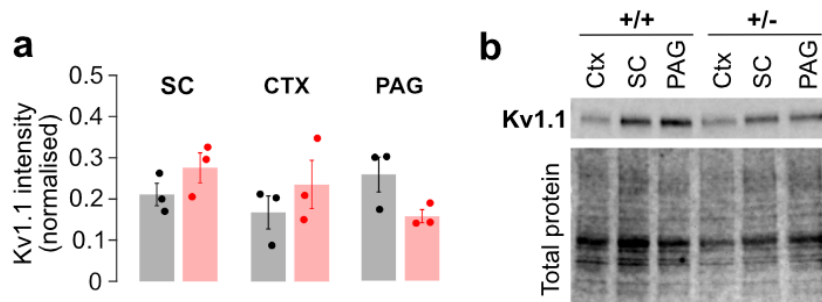 a
Kv1.1 intensity
(normalised)
0.5
0.4
0.3
0.2
0.1
0
SC CTX PAG
b
+/+ +/-
Ctx SC PAG Ctx SC PAG
Kv1.1
Total protein